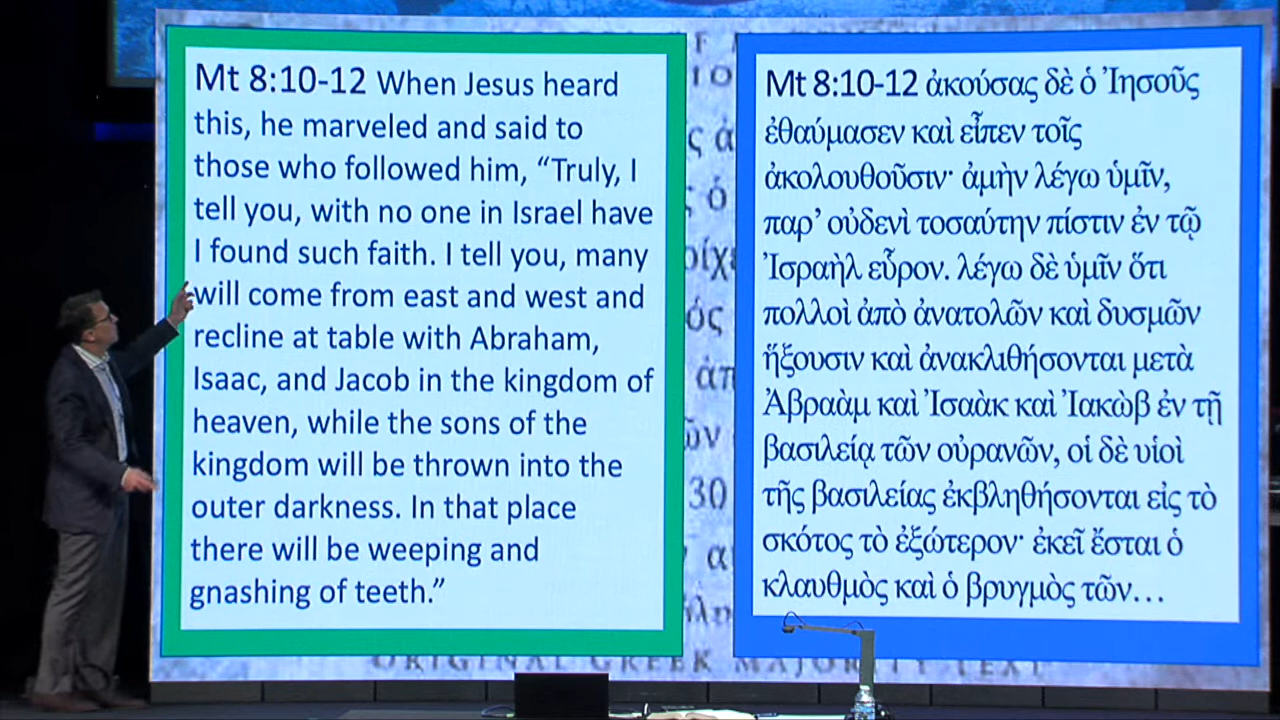 Mt 8:10-12 When Jesus heard
this, he marveled and said to
those who followed him, “Truly, I
tell you, with no one in Israel have
I found such faith. I tell you, many
will come from east and west and
recline at table with Abraham,
Isaac, and Jacob in the kingdom of
heaven, while the sons of the
kingdom will be thrown into the
outer darkness. In that place
there will be weeping and
gnashing of teeth.”
Mt 8:10-12 ἀκούσας δὲ ὁ Ἰησοῦς
ἐθαύμασεν καὶ εἶπεν τοῖς
ἀκολουθοῦσιν· ἀμὴν λέγω ὑμῖν,
παρ’ οὐδενὶ τοσαύτην πίστιν ἐν τῷ
Ἰσραὴλ εὗρον. λέγω δὲ ὑμῖν ὅτι
πολλοὶ ἀπὸ ἀνατολῶν καὶ δυσμῶν
ἥξουσιν καὶ ἀνακλιθήσονται μετὰ
Ἀβραὰμ καὶ Ἰσαὰκ καὶ Ἰακὼβ ἐν τῇ
βασιλείᾳ τῶν οὐρανῶν, οἱ δὲ υἱοὶ
τῆς βασιλείας ἐκβληθήσονται εἰς τὸ
σκότος τὸ ἐξώτερον· ἐκεῖ ἔσται ὁ
κλαυθμὸς καὶ ὁ βρυγμὸς τῶν…
30
ORIGINAL GREEK MAJORITY TEXT